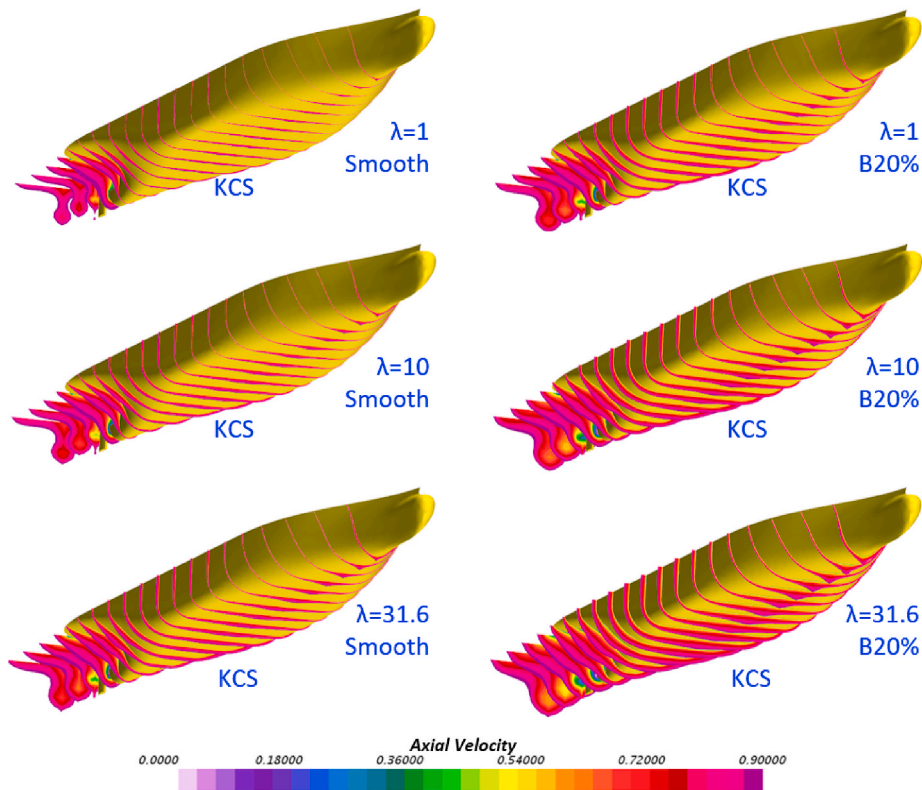 λ=1
Smooth
KCS
λ=1
B20%
KCS
λ=10
Smooth
KCS
λ=10
B20%
KCS
λ=31.6
Smooth
KCS
λ=31.6
B20%
KCS
Axial Velocity
0.0000 0.18000 0.36000 0.54000 0.72000 0.90000